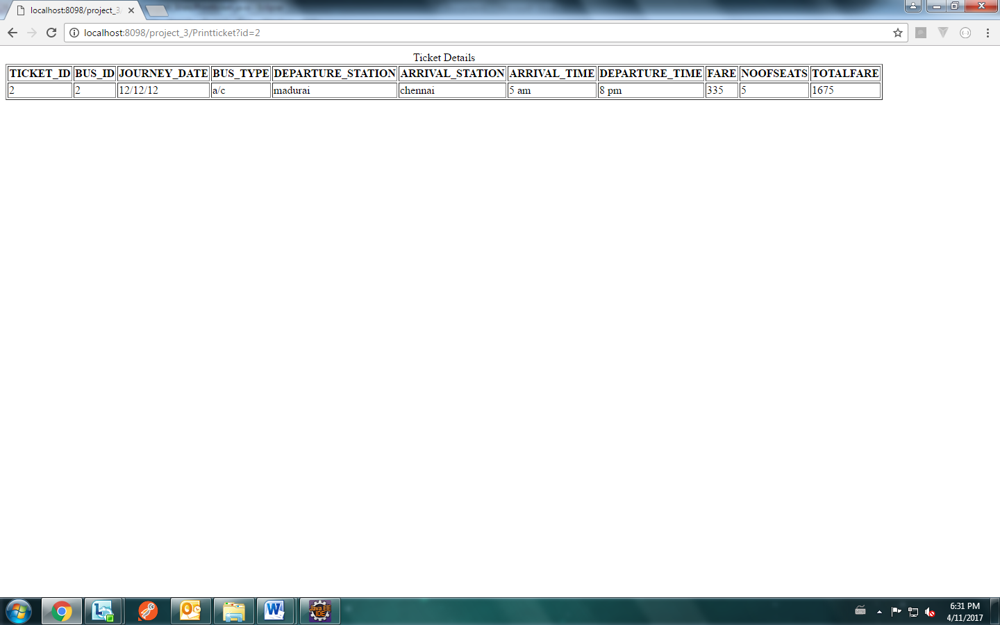 localhost:8098/project_3
localhost:8098/project_3/Printticket?id=2
Ticket Details
TICKET_ID BUS_ID JOURNEY_DATE BUS_TYPE DEPARTURE_STATION ARRIVAL_STATION ARRIVAL_TIME DEPARTURE_TIME FARE NOOFSEATS TOTALFARE
2 2 12/12/12 a/c madurai chennai 5 am 8 pm 335 5 1675
Java EE
IDE
6:31 PM
4/11/2017